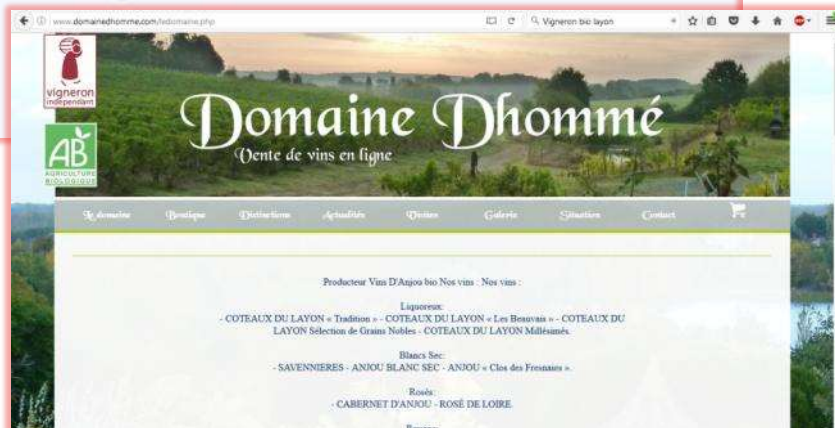 www.domainedhomme.com/ledomaine.php
Vigneron bio layon
vigneron
indépendant
Domaine Dhommé
Vente de vins en ligne
AB
AGRICULTURE
BIOLOGIQUE
Le domaine Boutique Distinctions Actualités Visites Galerie Situation Contact
Producteur Vins D'Anjou bio Nos vins : Nos vins :
Liquoreux:
- COTEAUX DU LAYON « Tradition » - COTEAUX DU LAYON « Les Beauvais » - COTEAUX DU
LAYON Sélection de Grains Nobles - COTEAUX DU LAYON Millésimés.
Blancs Sec:
- SAVENNIERES - ANJOU BLANC SEC - ANJOU « Clos des Fresnaies ».
Rosés:
- CABERNET D'ANJOU - ROSÉ DE LOIRE.